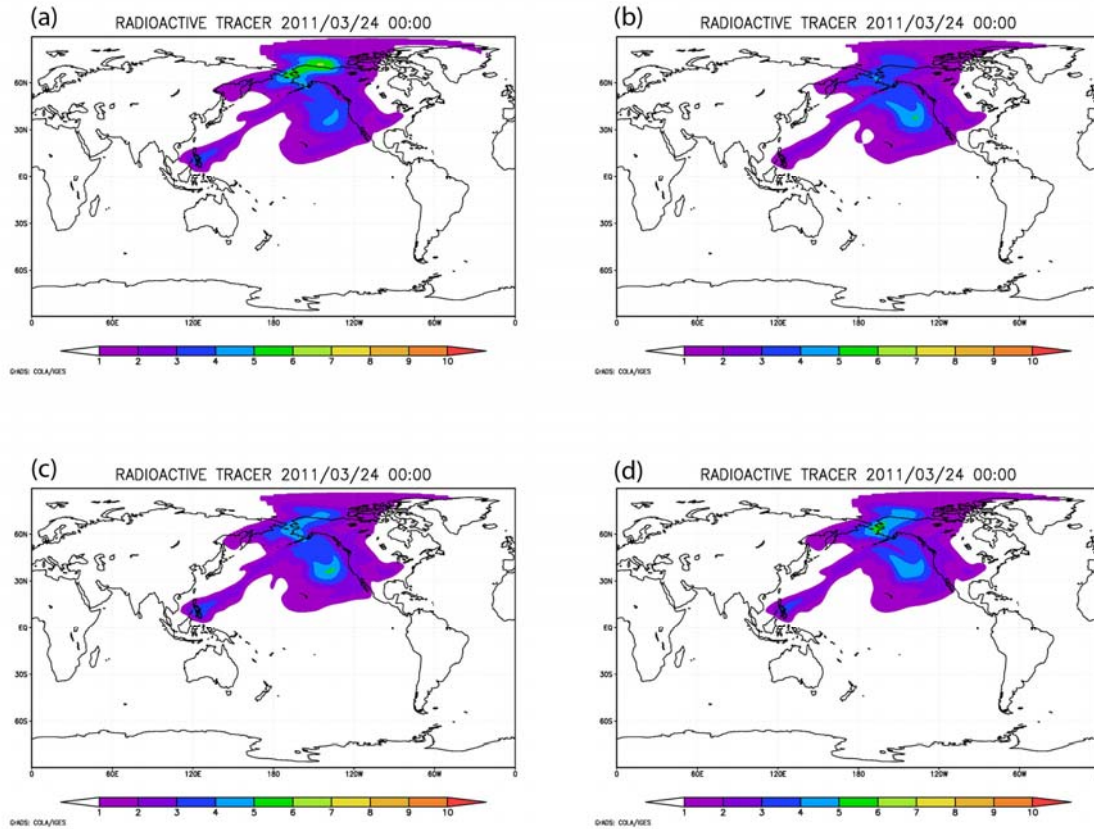 (a)
RADIOACTIVE TRACER 2011/03/24 00:00
60N
30N
EQ
30S
60S
0 60E 120E 180 120W 60W 0
1 2 3 4 5 6 7 8 9 10
GrADS: COLA/IGES
(b)
RADIOACTIVE TRACER 2011/03/24 00:00
60N
30N
EQ
30S
60S
0 60E 120E 180 120W 60W
1 2 3 4 5 6 7 8 9 10
GrADS: COLA/IGES
(c)
RADIOACTIVE TRACER 2011/03/24 00:00
60N
30N
EQ
30S
60S
0 60E 120E 180 120W 60W 0
1 2 3 4 5 6 7 8 9 10
GrADS: COLA/IGES
(d)
RADIOACTIVE TRACER 2011/03/24 00:00
60N
30N
EQ
30S
60S
0 60E 120E 180 120W 60W
1 2 3 4 5 6 7 8 9 10
GrADS: COLA/IGES